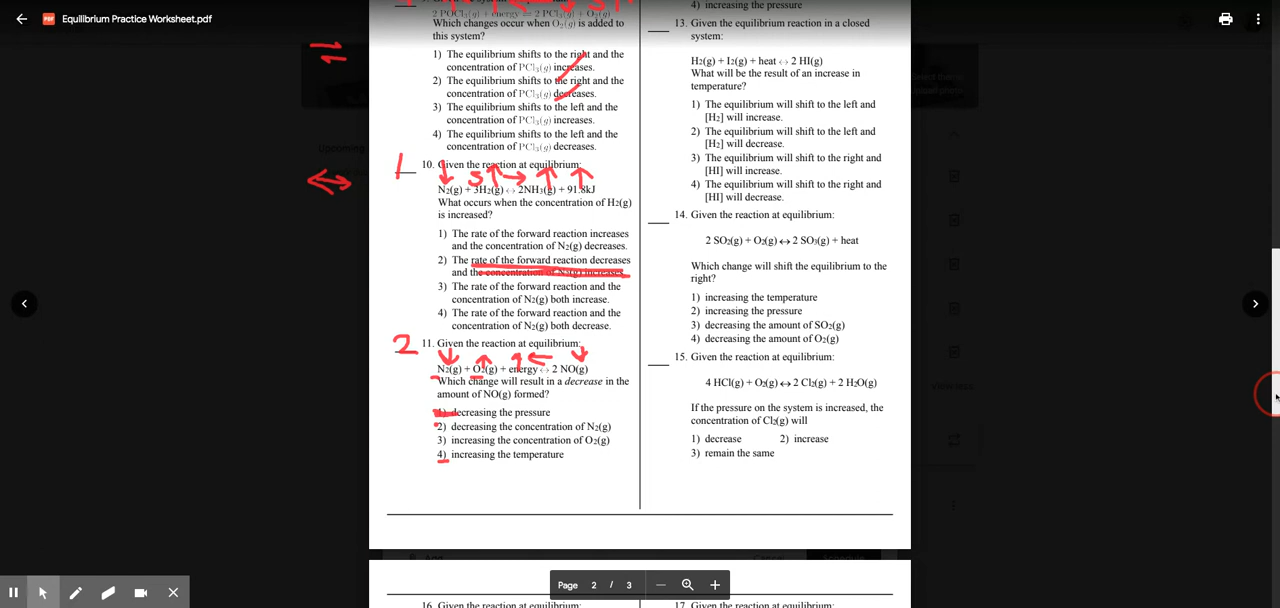 Equilibrium Practice Worksheet.pdf
2 POCl3(g) + energy ⇌ 2 PCl3(g) + O2(g)
Which changes occur when O2(g) is added to
this system?
1) The equilibrium shifts to the right and the
concentration of PCl3(g) increases.
2) The equilibrium shifts to the right and the
concentration of PCl3(g) decreases.
3) The equilibrium shifts to the left and the
concentration of PCl3(g) increases.
4) The equilibrium shifts to the left and the
concentration of PCl3(g) decreases.
1 10. Given the reaction at equilibrium:
N2(g) + 3H2(g) ↔ 2NH3(g) + 91.8kJ
What occurs when the concentration of H2(g)
is increased?
1) The rate of the forward reaction increases
and the concentration of N2(g) decreases.
2) The rate of the forward reaction decreases
and the concentration of N2(g) increases.
3) The rate of the forward reaction and the
concentration of N2(g) both increase.
4) The rate of the forward reaction and the
concentration of N2(g) both decrease.
2 11. Given the reaction at equilibrium:
N2(g) + O2(g) + energy ↔ 2 NO(g)
Which change will result in a decrease in the
amount of NO(g) formed?
1) decreasing the pressure
2) decreasing the concentration of N2(g)
3) increasing the concentration of O2(g)
4) increasing the temperature
4) increasing the pressure
13. Given the equilibrium reaction in a closed
system:
H2(g) + I2(g) + heat ↔ 2 HI(g)
What will be the result of an increase in
temperature?
1) The equilibrium will shift to the left and
[H2] will increase.
2) The equilibrium will shift to the left and
[H2] will decrease.
3) The equilibrium will shift to the right and
[HI] will increase.
4) The equilibrium will shift to the right and
[HI] will decrease.
14. Given the reaction at equilibrium:
2 SO2(g) + O2(g) ↔ 2 SO3(g) + heat
Which change will shift the equilibrium to the
right?
1) increasing the temperature
2) increasing the pressure
3) decreasing the amount of SO2(g)
4) decreasing the amount of O2(g)
15. Given the reaction at equilibrium:
4 HCl(g) + O2(g) ↔ 2 Cl2(g) + 2 H2O(g)
If the pressure on the system is increased, the
concentration of Cl2(g) will
1) decrease 2) increase
3) remain the same
Page 2 / 3
16. Given the reaction at equilibrium:
17. Given the reaction at equilibrium: